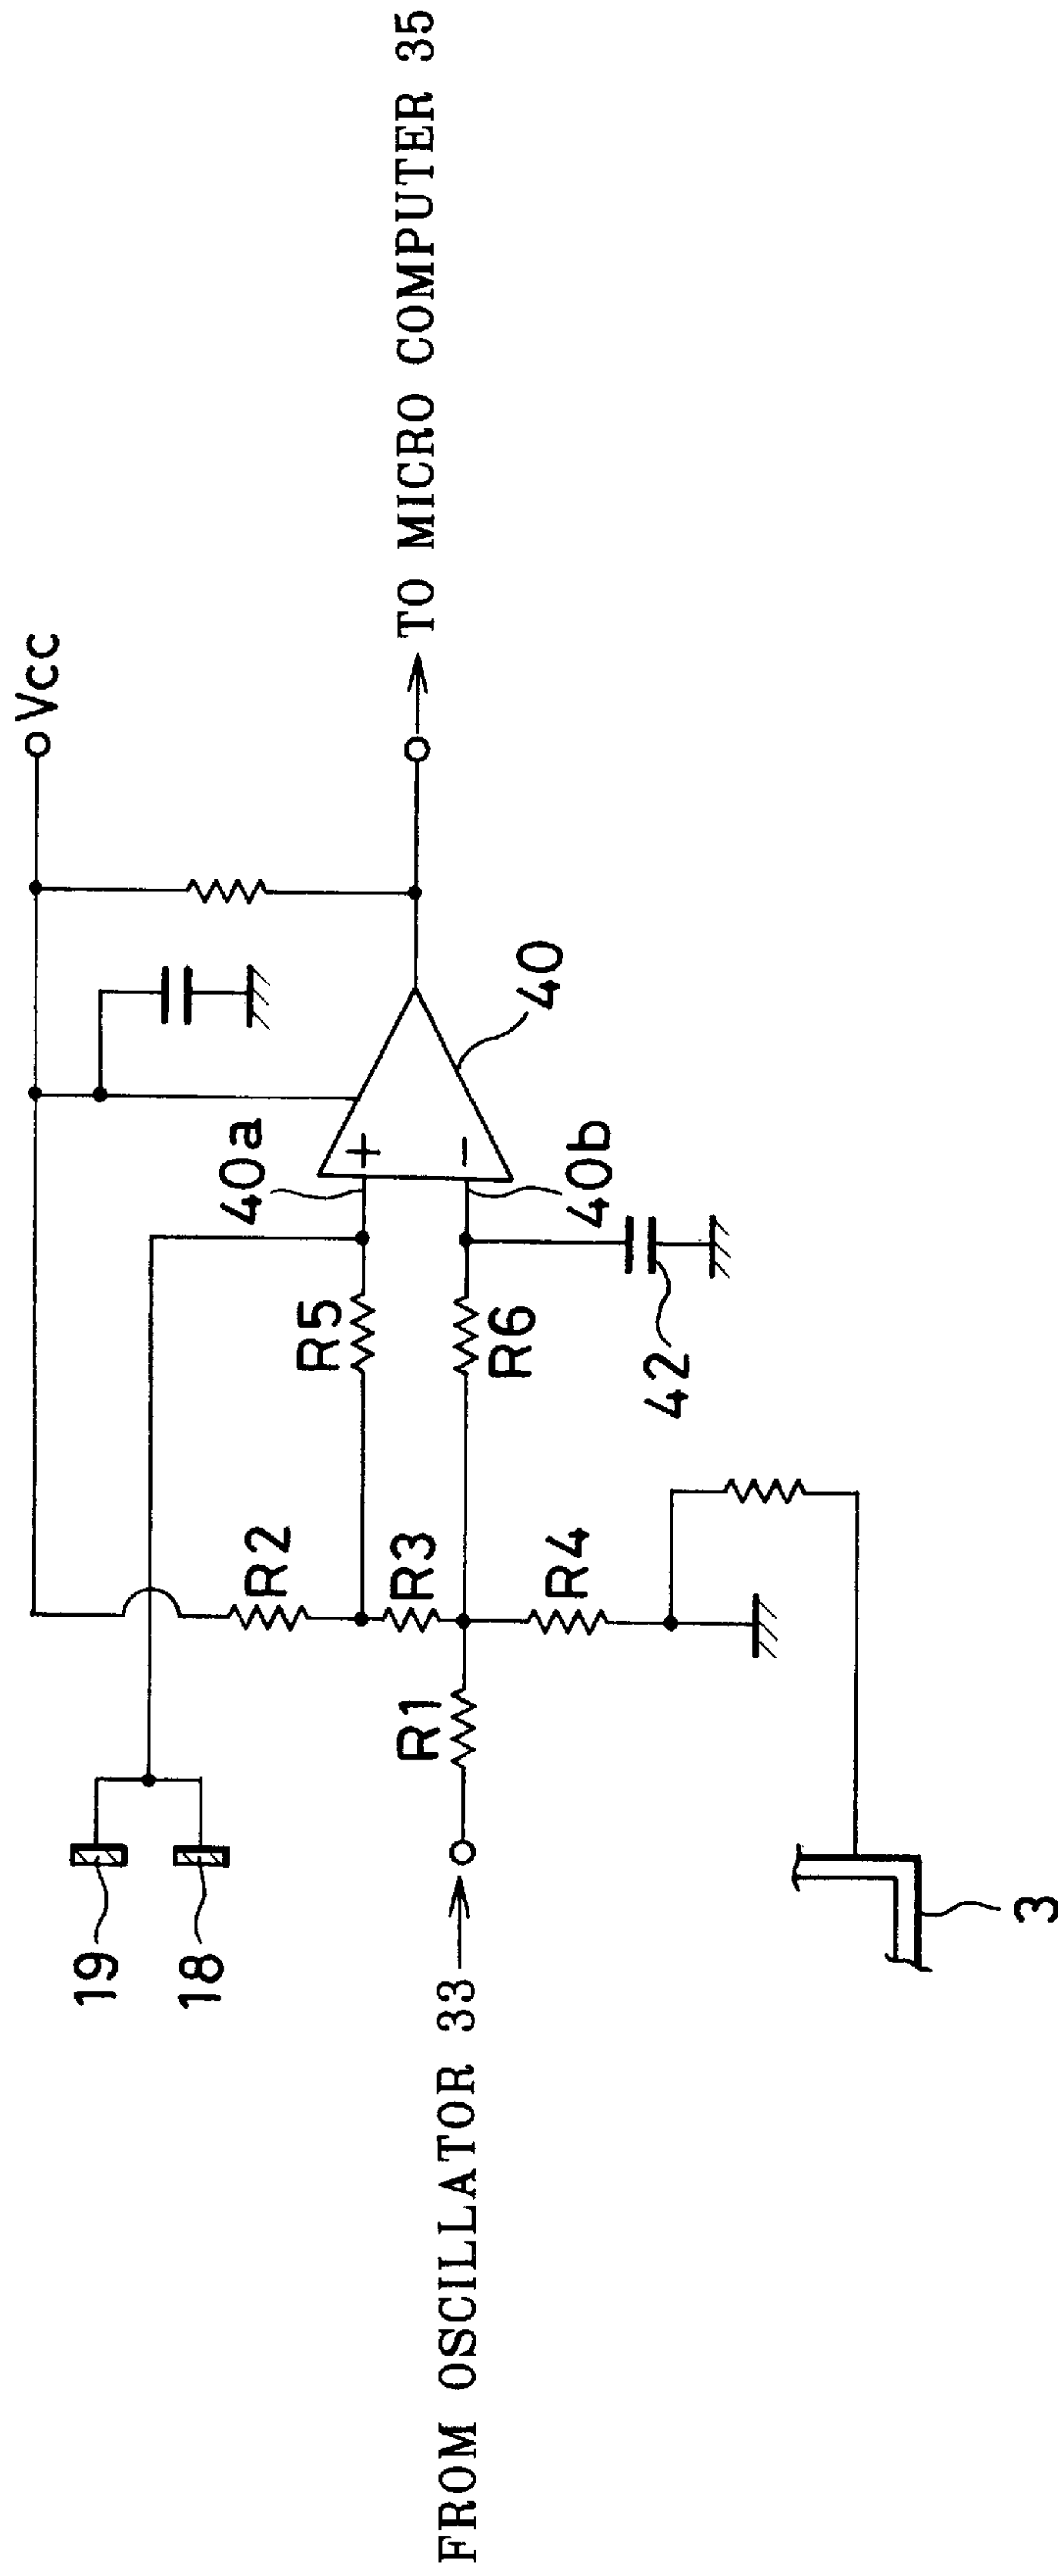 Vcc
19
18
R2
40a
R5
R3
R1
FROM OSCILLATOR 33
TO MICRO COMPUTER 35
+
−
40
R6
40b
R4
42
3